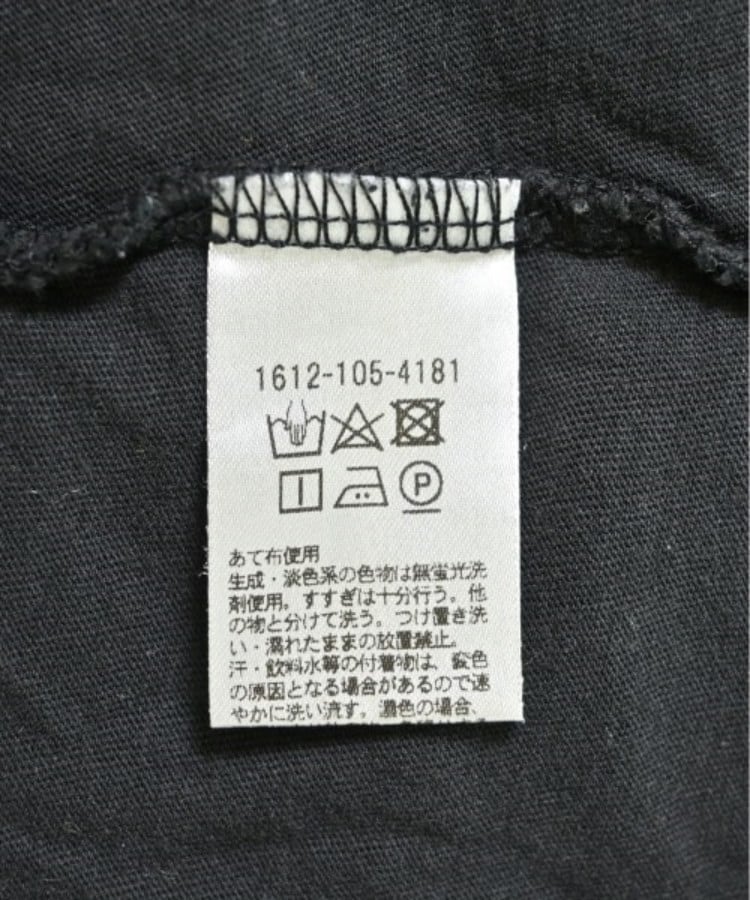 1612-105-4181
P
あて布使用
生成・淡色系の色物は無蛍光洗
剤使用。すすぎは十分行う。他
の物と分けて洗う。つけ置き洗
い・濡れたままの放置禁止。
汗・飲料水等の付着物は、変色
の原因となる場合があるので速
やかに洗い流す。濃色の場合、